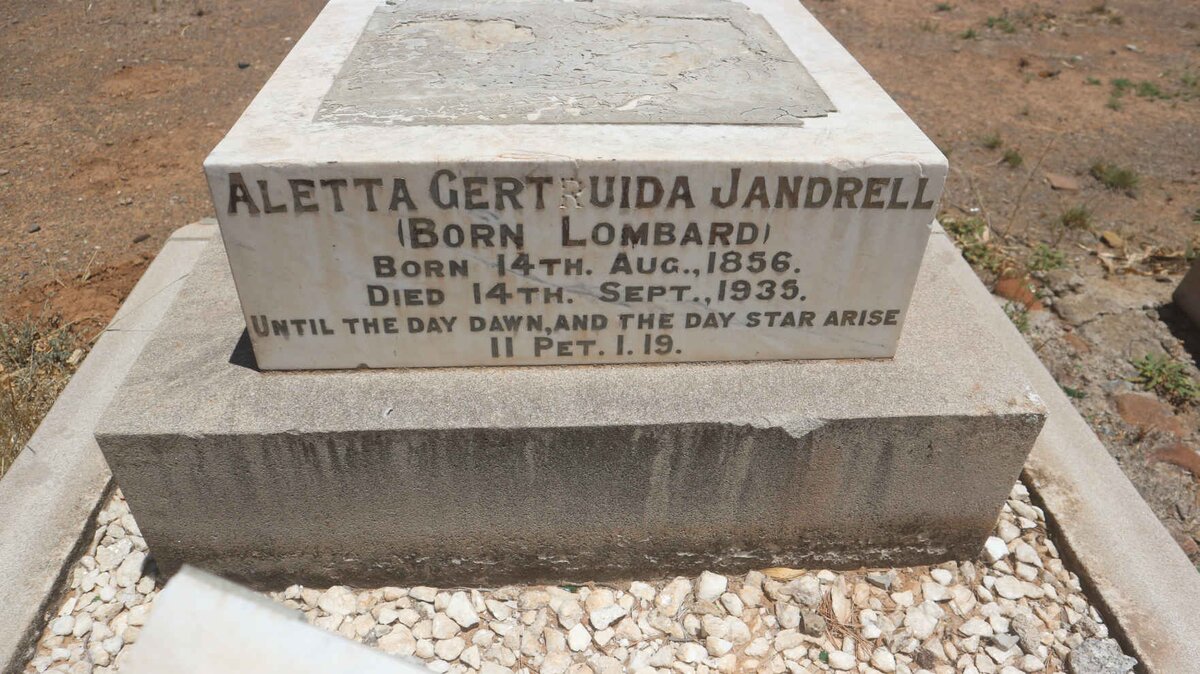 ALETTA GERTRUIDA JANDRELL
(BORN LOMBARD)
BORN 14TH. AUG., 1856.
DIED 14TH. SEPT., 1935.
UNTIL THE DAY DAWN, AND THE DAY STAR ARISE
II PET. I. 19.